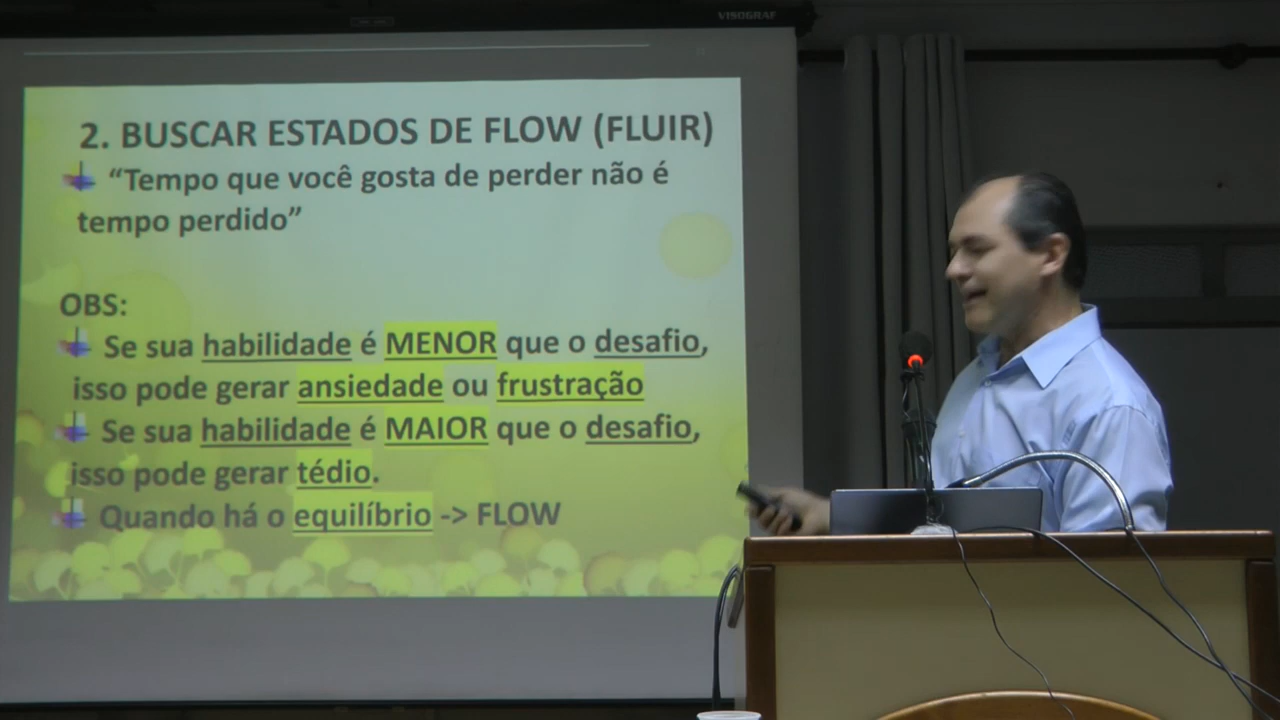 VISOGRAF
2. BUSCAR ESTADOS DE FLOW (FLUIR)
“Tempo que você gosta de perder não é
tempo perdido”
OBS:
Se sua habilidade é MENOR que o desafio,
isso pode gerar ansiedade ou frustração
Se sua habilidade é MAIOR que o desafio,
isso pode gerar tédio.
Quando há o equilíbrio -> FLOW